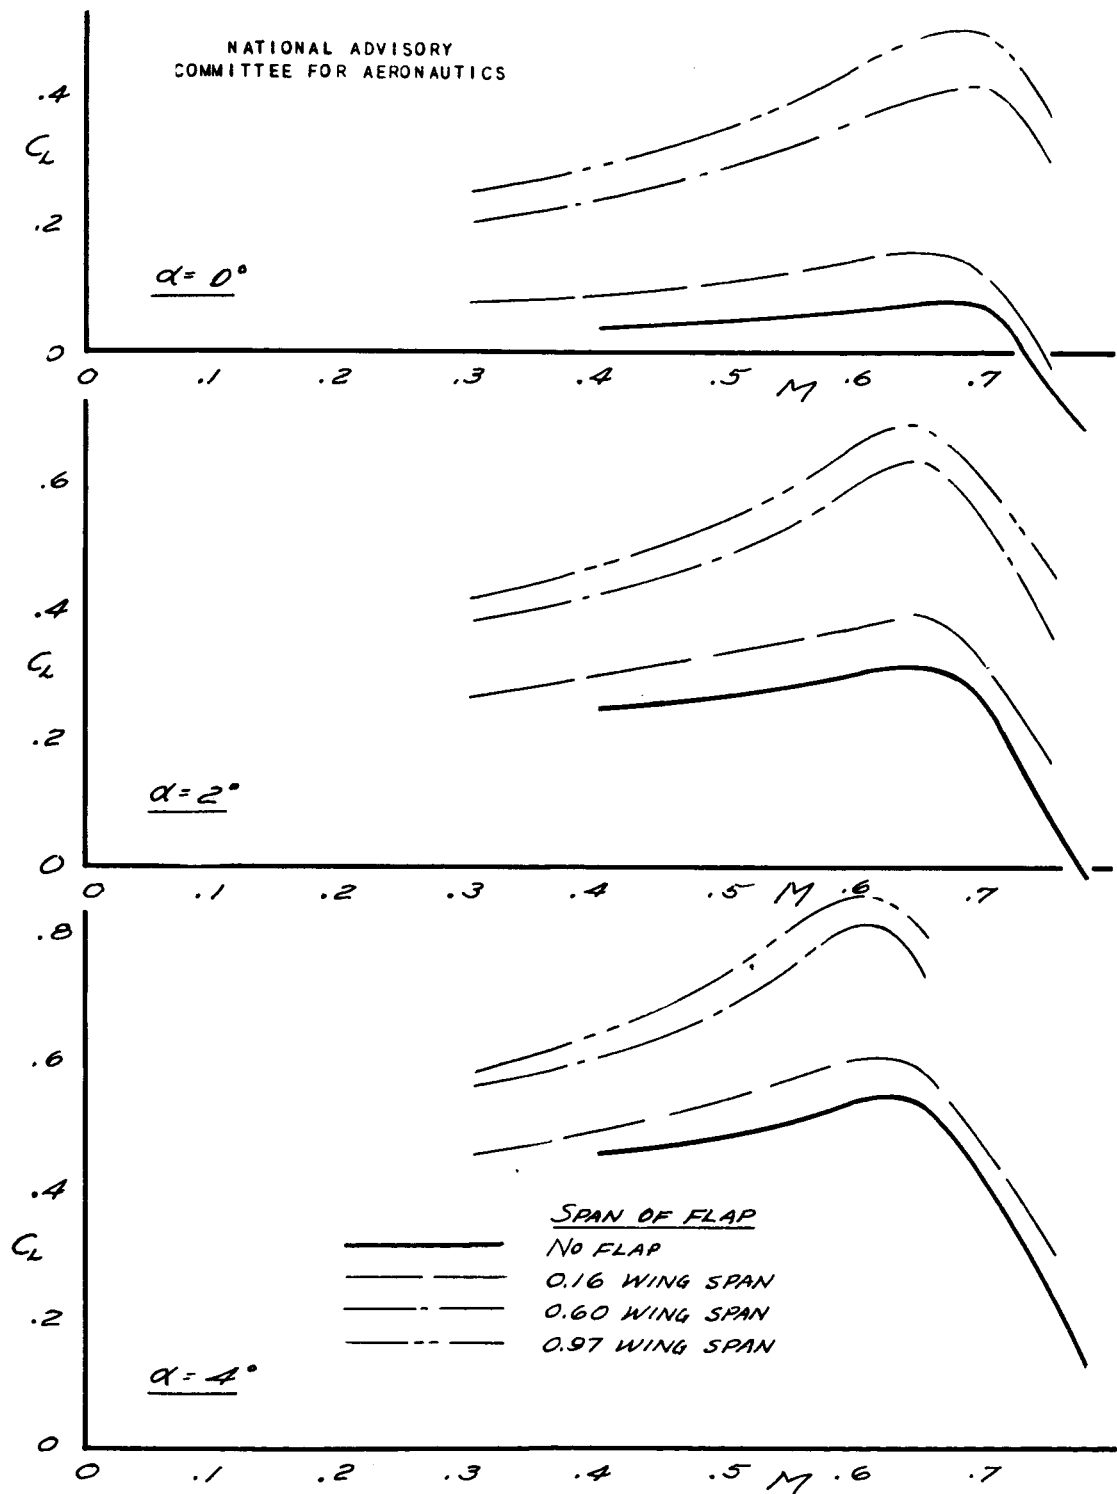 NATIONAL ADVISORY
COMMITTEE FOR AERONAUTICS
.4
C_L
.2
α = 0°
0
0 .1 .2 .3 .4 .5 M .6 .7
.6
.4
C_L
.2
α = 2°
0
0 .1 .2 .3 .4 .5 M .6 .7
.8
.6
.4
SPAN OF FLAP
C_L
NO FLAP
0.16 WING SPAN
.2
0.60 WING SPAN
0.97 WING SPAN
α = 4°
0
0 .1 .2 .3 .4 .5 M .6 .7